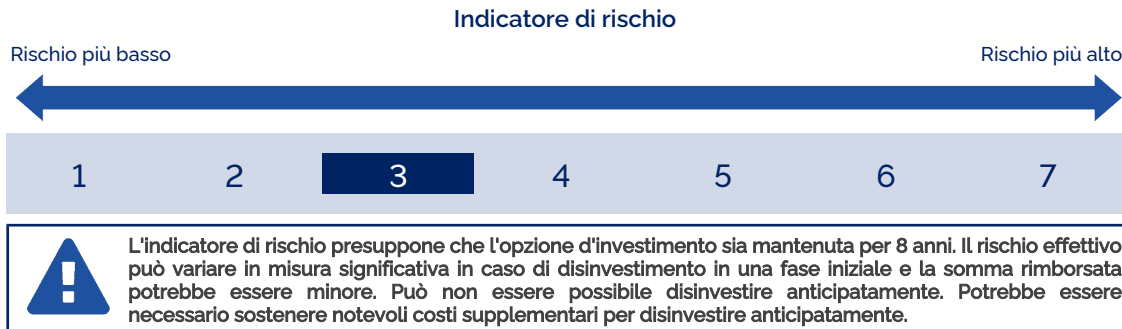 Indicatore di rischio
Rischio più basso
Rischio più alto
1 2 3 4 5 6 7
L'indicatore di rischio presuppone che l'opzione d'investimento sia mantenuta per 8 anni. Il rischio effettivo
può variare in misura significativa in caso di disinvestimento in una fase iniziale e la somma rimborsata
potrebbe essere minore. Può non essere possibile disinvestire anticipatamente. Potrebbe essere
necessario sostenere notevoli costi supplementari per disinvestire anticipatamente.